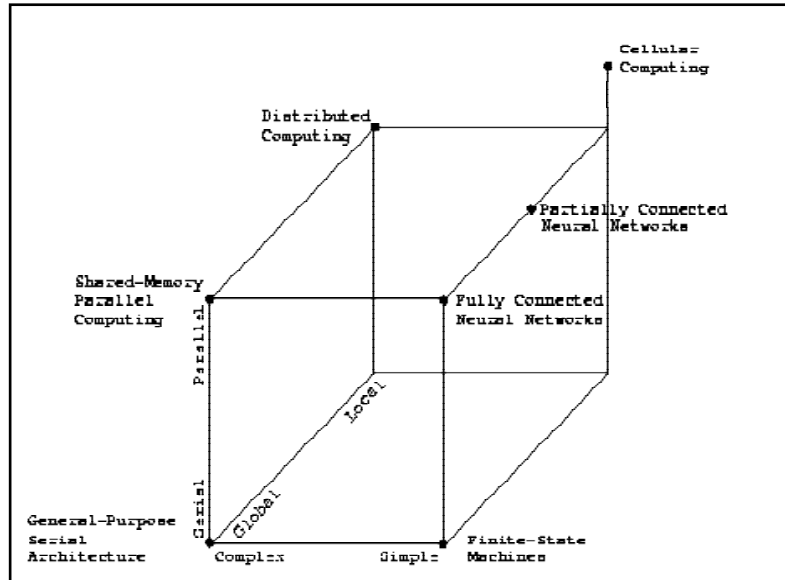 Cellular
Computing
Distributed
Computing
Partially Connected
Neural Networks
Shared-Memory
Parallel
Computing
Fully Connected
Neural Networks
Parallel
Local
Serial
Global
General-Purpose
Serial
Architecture
Complex
Simple
Finite-State
Machines